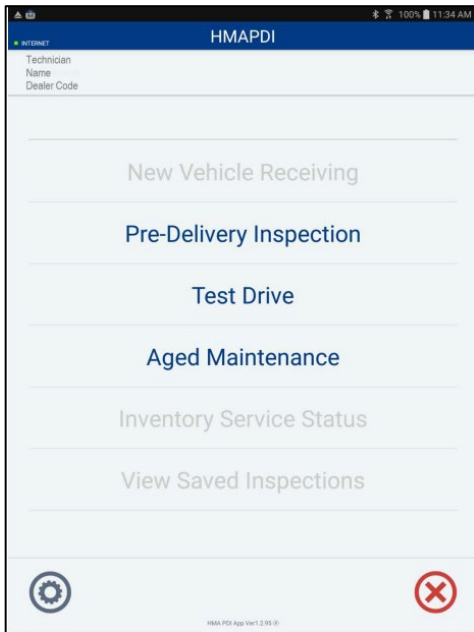 100% 11:34 AM
INTERNET
HMAPDI
Technician
Name
Dealer Code
New Vehicle Receiving
Pre-Delivery Inspection
Test Drive
Aged Maintenance
Inventory Service Status
View Saved Inspections
HMA PDI App Ver1.2.95